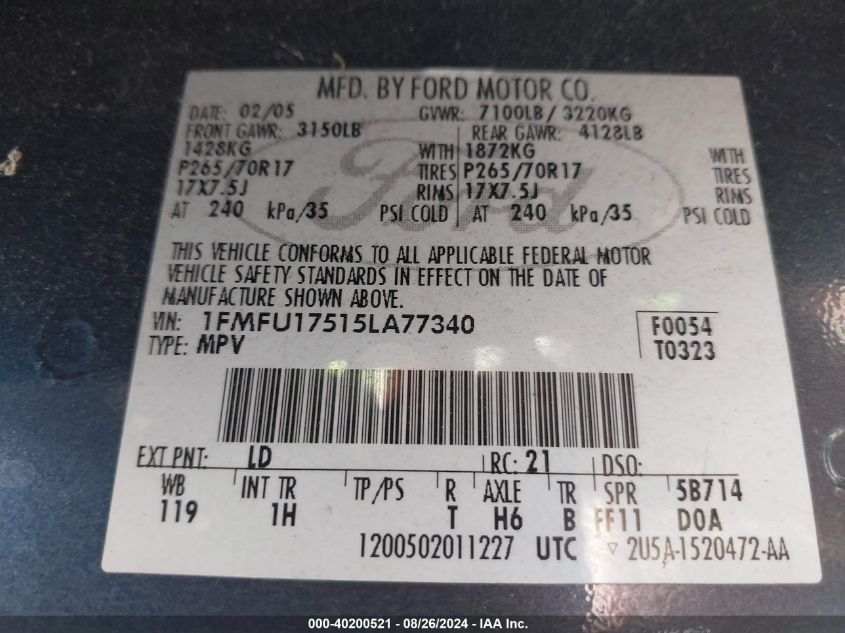 MFD. BY FORD MOTOR CO.
DATE: 02/05 GVWR: 7100LB / 3220KG
FRONT GAWR: 3150LB REAR GAWR: 4128LB
1428KG WITH 1872KG WITH
P265/70R17 TIRES P265/70R17 TIRES
17X7.5J RIMS 17X7.5J RIMS
AT 240 kPa/35 PSI COLD AT 240 kPa/35 PSI COLD
Ford
THIS VEHICLE CONFORMS TO ALL APPLICABLE FEDERAL MOTOR
VEHICLE SAFETY STANDARDS IN EFFECT ON THE DATE OF
MANUFACTURE SHOWN ABOVE.
VIN: 1FMFU17515LA77340 F0054
TYPE: MPV T0323
EXT PNT: LD RC: 21 DSO:
WB INT TR TP/PS R AXLE TR SPR 5B714
119 1H T H6 B FF11 D0A
1200502011227 UTC ▽ 2U5A-1520472-AA
000-40200521 - 08/26/2024 - IAA Inc.